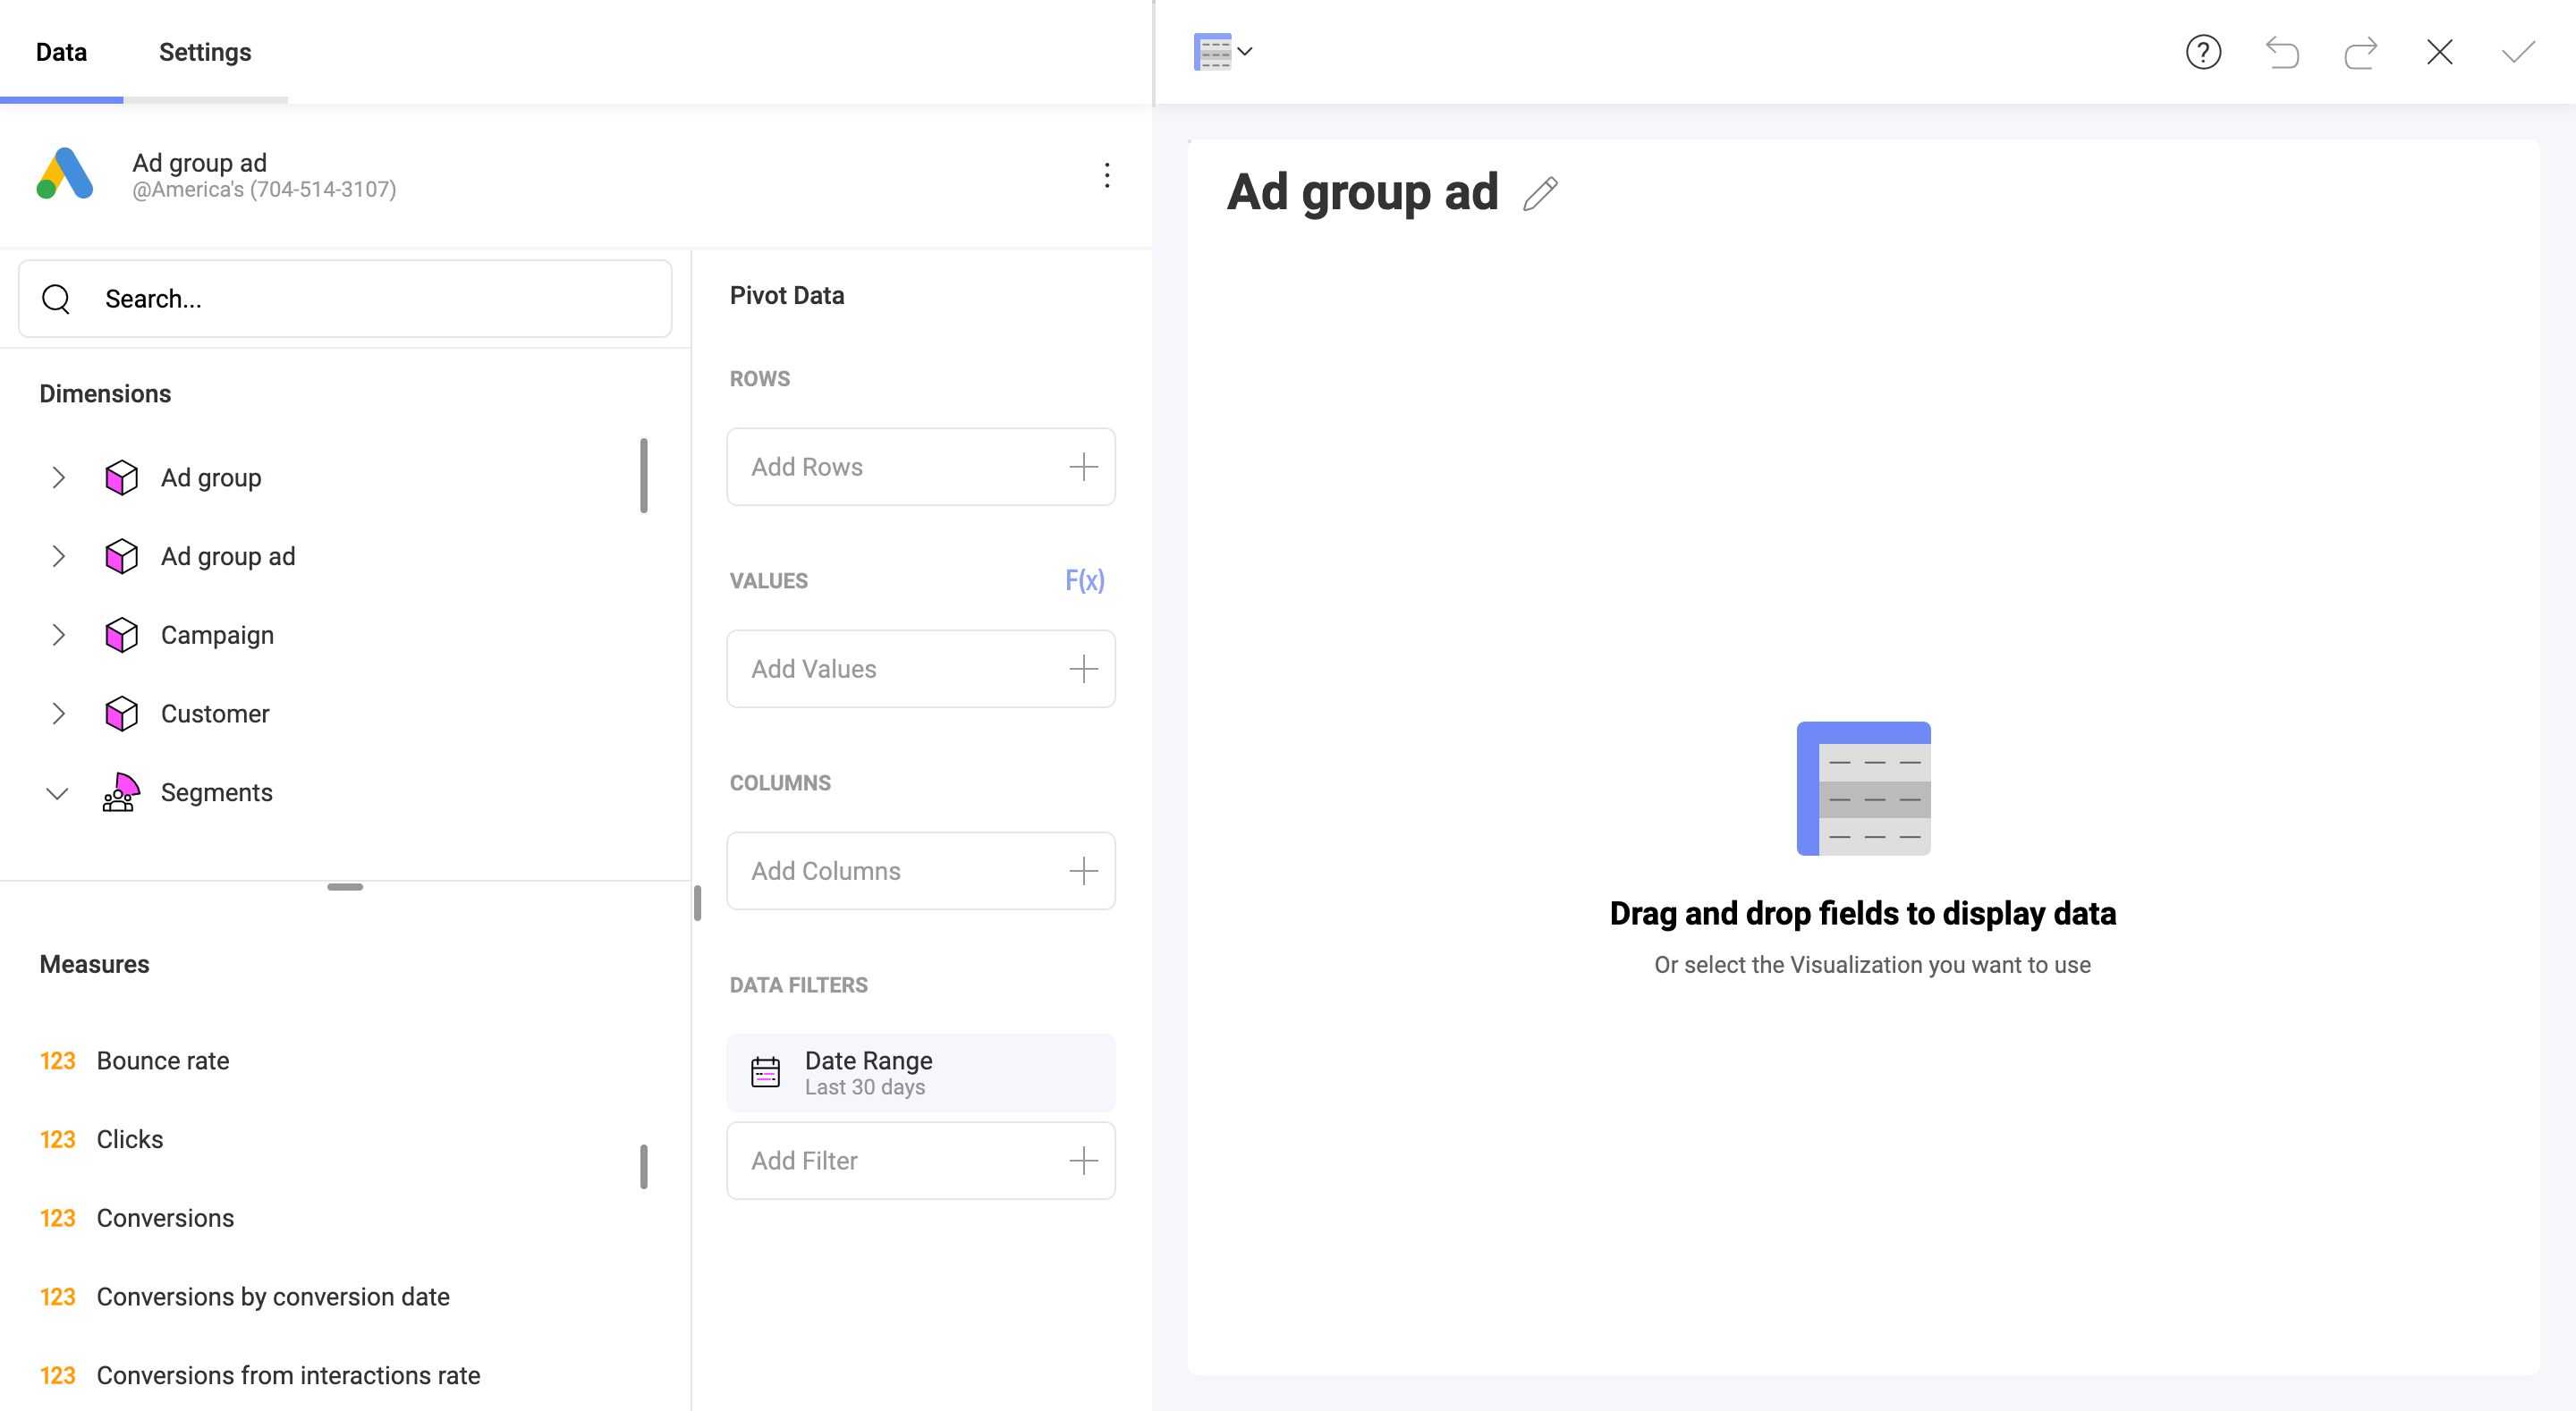 Data
Settings
?
Ad group ad
@America's (704-514-3107)
Ad group ad
Search...
Dimensions
Ad group
Ad group ad
Campaign
Customer
Segments
Measures
123 Bounce rate
123 Clicks
123 Conversions
123 Conversions by conversion date
123 Conversions from interactions rate
Pivot Data
ROWS
Add Rows
VALUES
F(x)
Add Values
COLUMNS
Add Columns
DATA FILTERS
Date Range
Last 30 days
Add Filter
Drag and drop fields to display data
Or select the Visualization you want to use